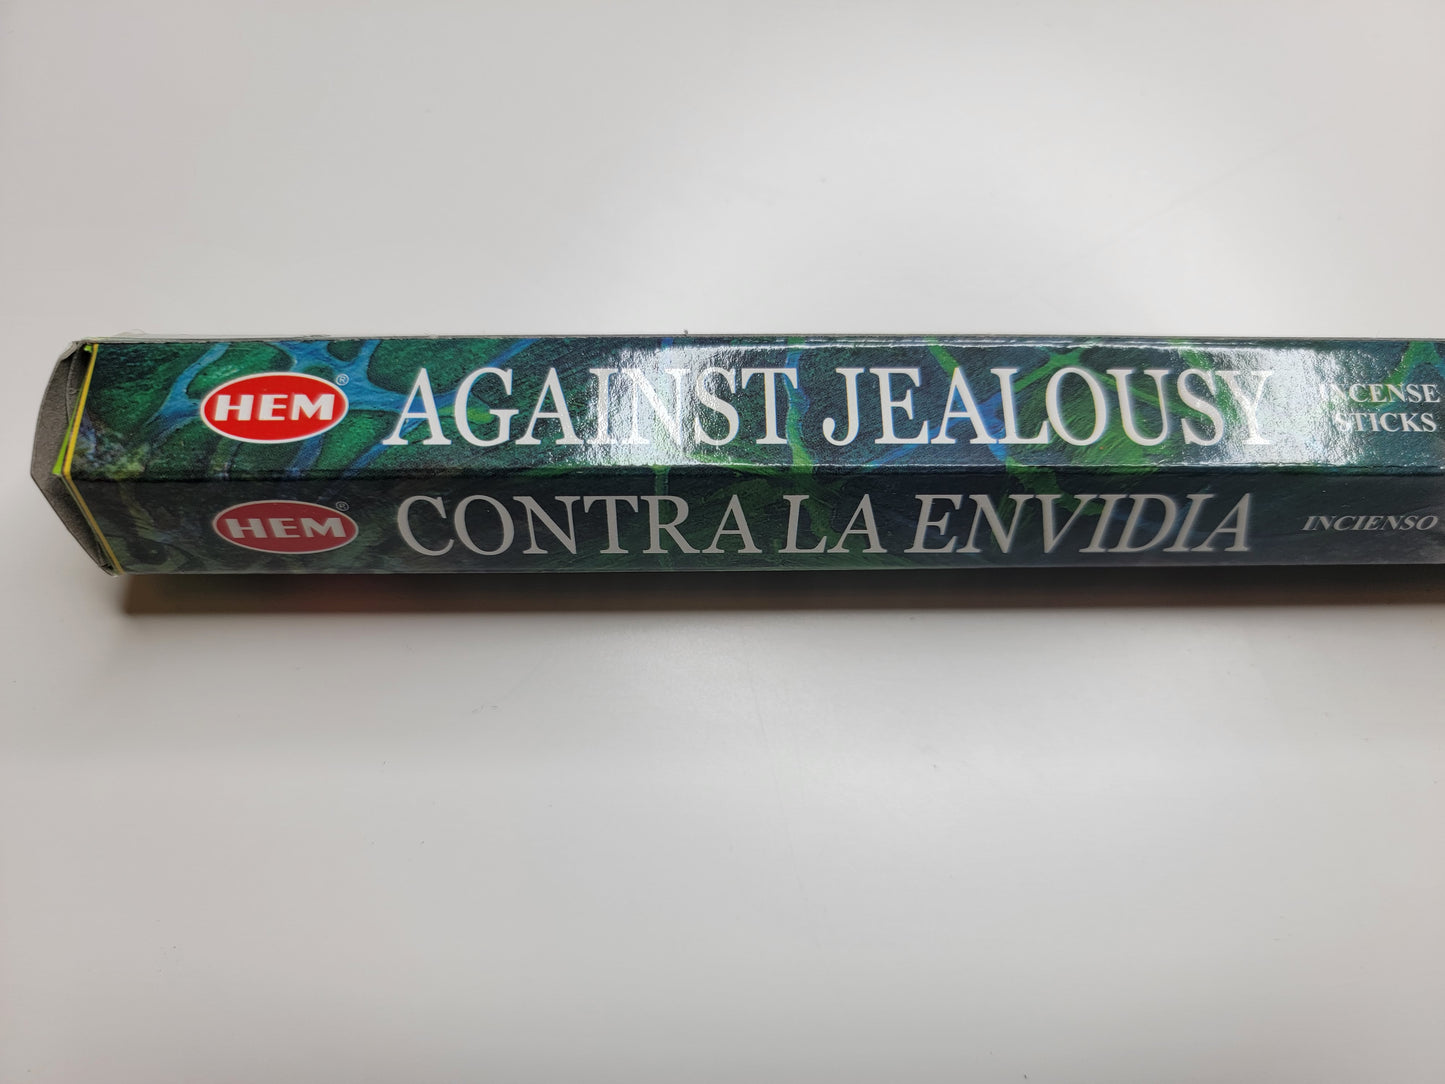 HEM® AGAINST JEALOUSY INCENSE
STICKS
HEM® CONTRA LA ENVIDIA INCIENSO